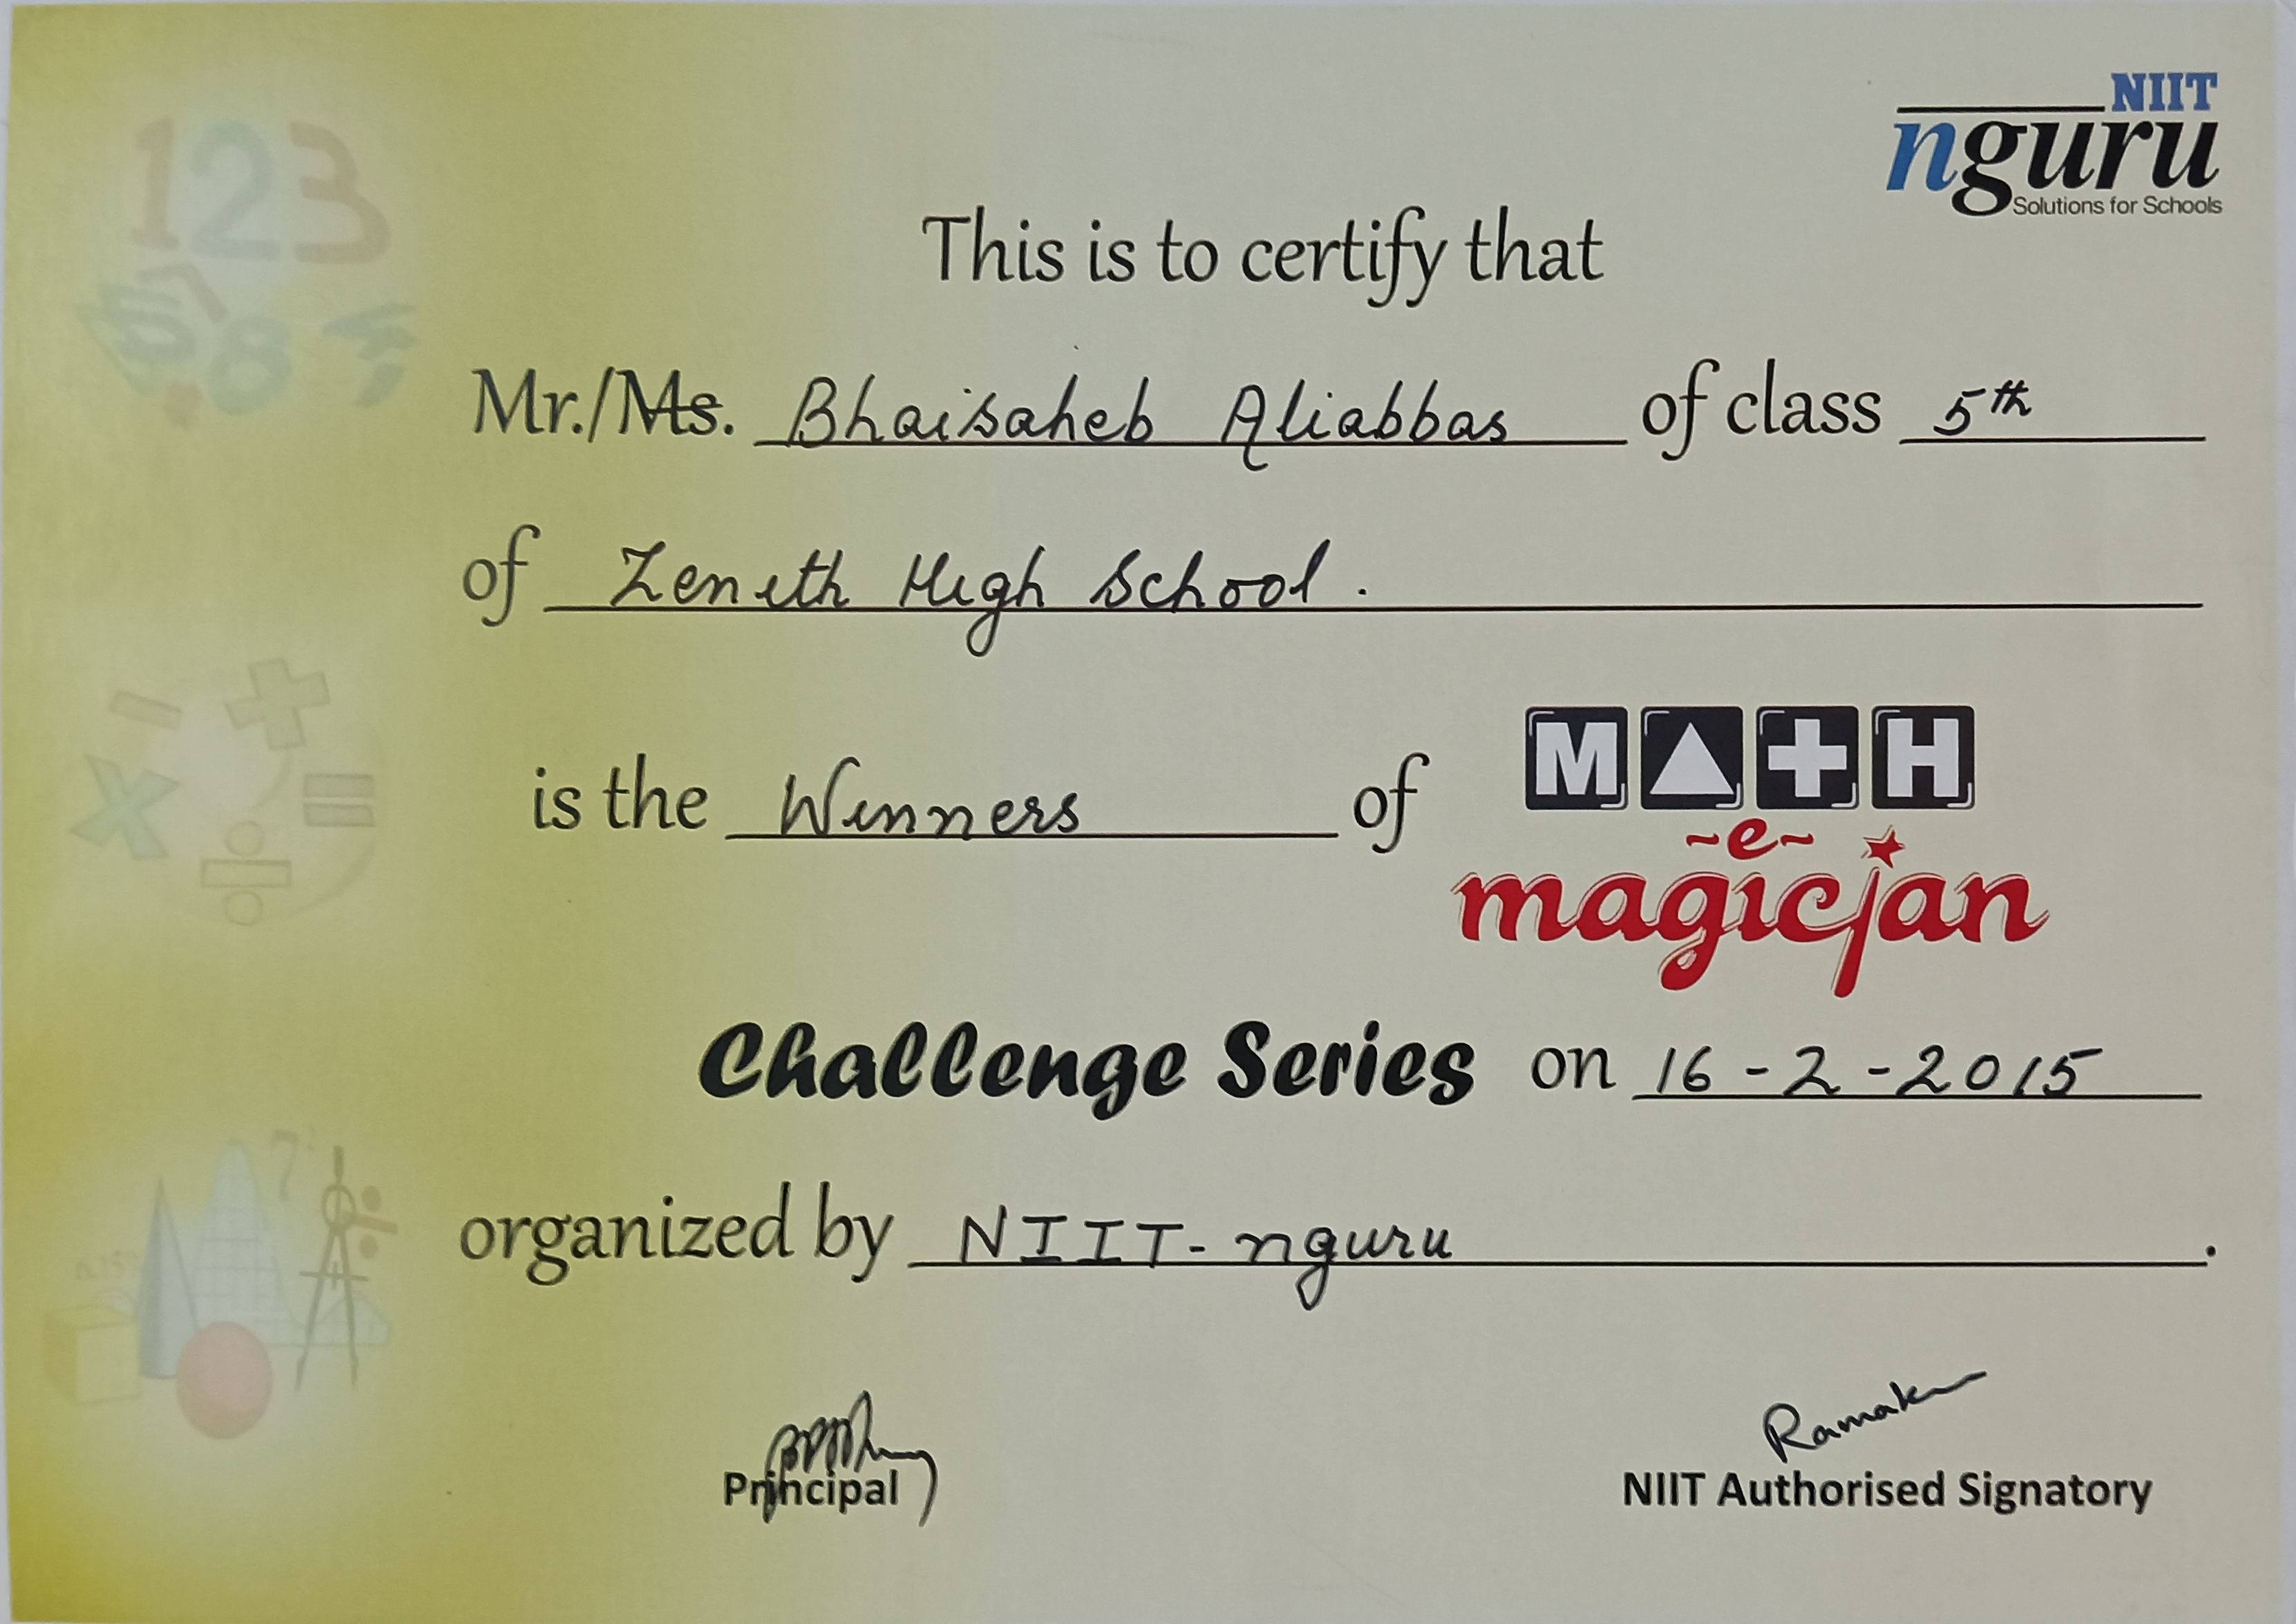 NIIT
nguru
Solutions for Schools
This is to certify that
Mr./Ms. Bhaisaheb Aliabbas of class 5th
of Zenith High School.
is the Winners of MATH
~e~
magician
Challenge Series on 16-2-2015
organized by NIIT-nguru.
Principal
NIIT Authorised Signatory
123